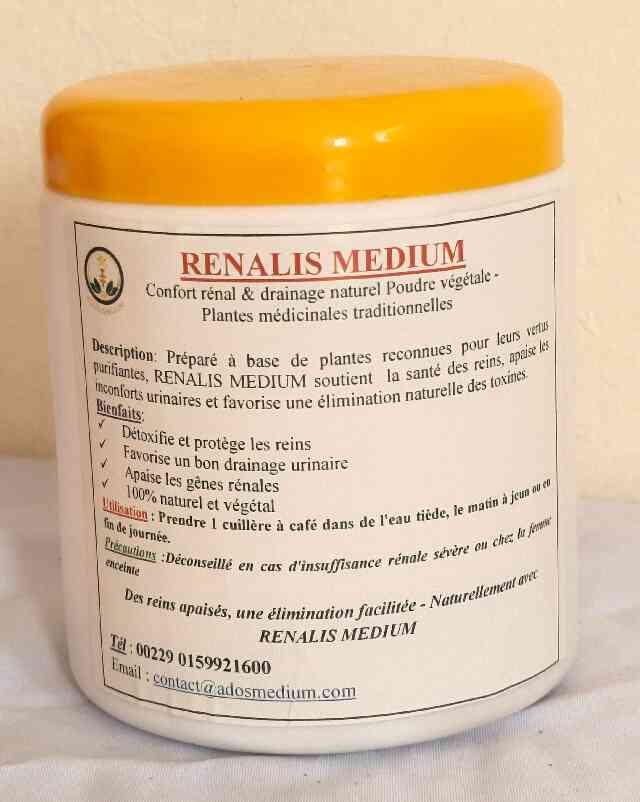 RENALIS MEDIUM
Confort rénal & drainage naturel Poudre végétale -
Plantes médicinales traditionnelles
Description: Préparé à base de plantes reconnues pour leurs vertus
purifiantes, RENALIS MEDIUM soutient la santé des reins, apaise les
inconforts urinaires et favorise une élimination naturelle des toxines.
Bienfaits:
✓ Détoxifie et protège les reins
✓ Favorise un bon drainage urinaire
✓ Apaise les gênes rénales
✓ 100% naturel et végétal
Utilisation : Prendre 1 cuillère à café dans de l'eau tiède, le matin à jeun ou en
fin de journée.
Précautions :Déconseillé en cas d'insuffisance rénale sévère ou chez la femme
enceinte
Des reins apaisés, une élimination facilitée - Naturellement avec
RENALIS MEDIUM
Tél : 00229 0159921600
Email : contact@adosmedium.com